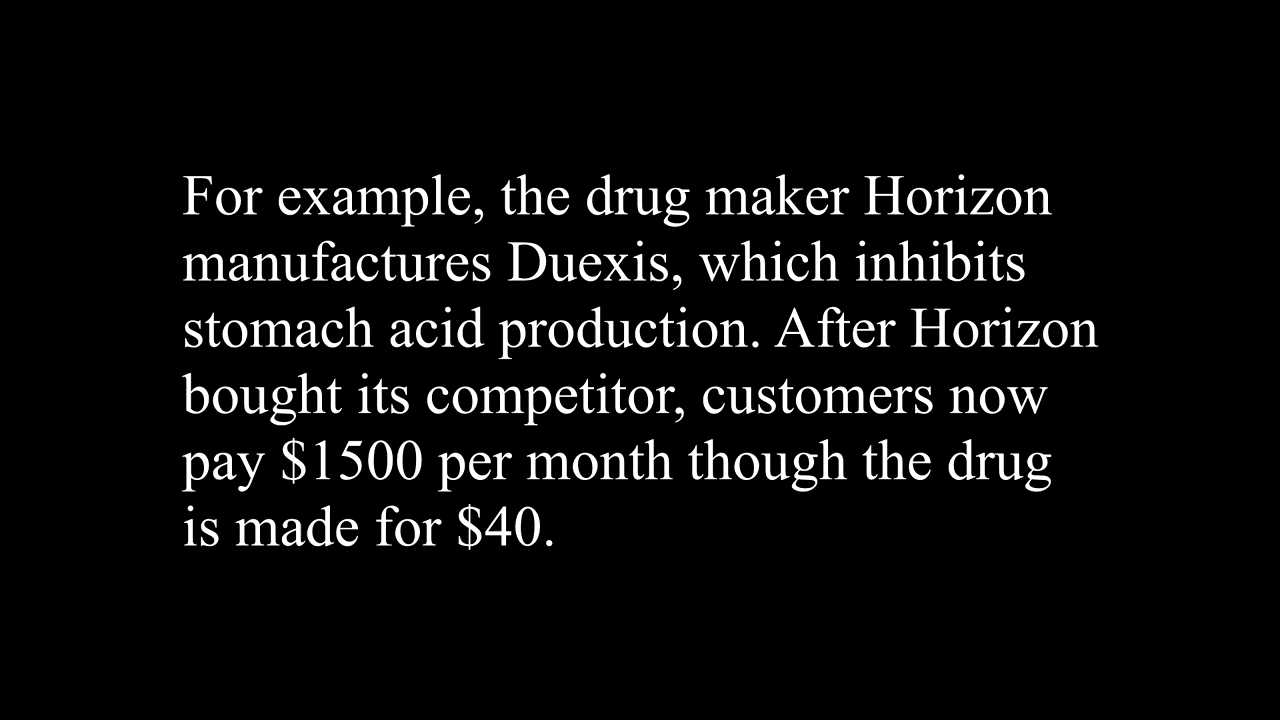 For example, the drug maker Horizon
manufactures Duexis, which inhibits
stomach acid production. After Horizon
bought its competitor, customers now
pay $1500 per month though the drug
is made for $40.